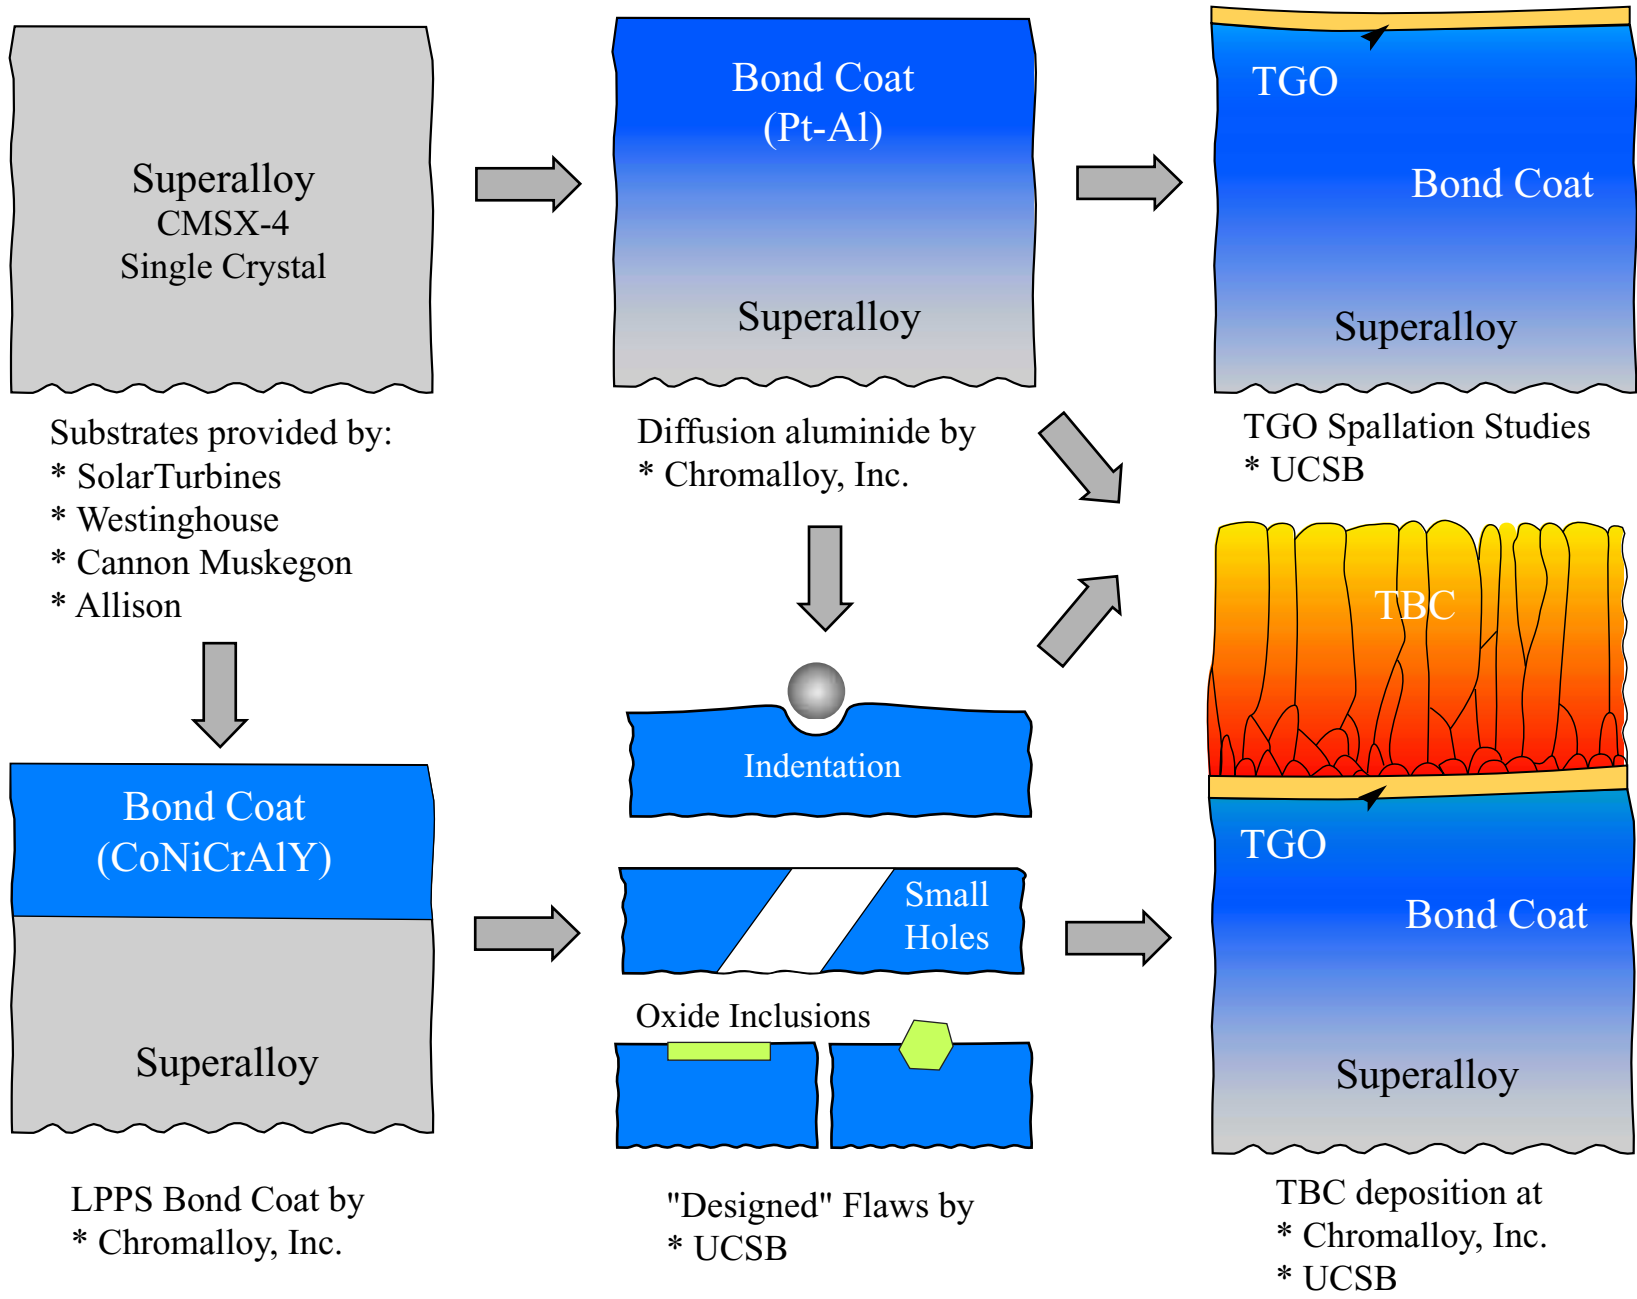 Superalloy
CMSX-4
Single Crystal
Substrates provided by:
* SolarTurbines
* Westinghouse
* Cannon Muskegon
* Allison
Bond Coat
(Pt-Al)
Superalloy
Diffusion aluminide by
* Chromalloy, Inc.
TGO
Bond Coat
Superalloy
TGO Spallation Studies
* UCSB
Bond Coat
(CoNiCrAlY)
Superalloy
LPPS Bond Coat by
* Chromalloy, Inc.
Indentation
Small
Holes
Oxide Inclusions
"Designed" Flaws by
* UCSB
TBC
TGO
Bond Coat
Superalloy
TBC deposition at
* Chromalloy, Inc.
* UCSB